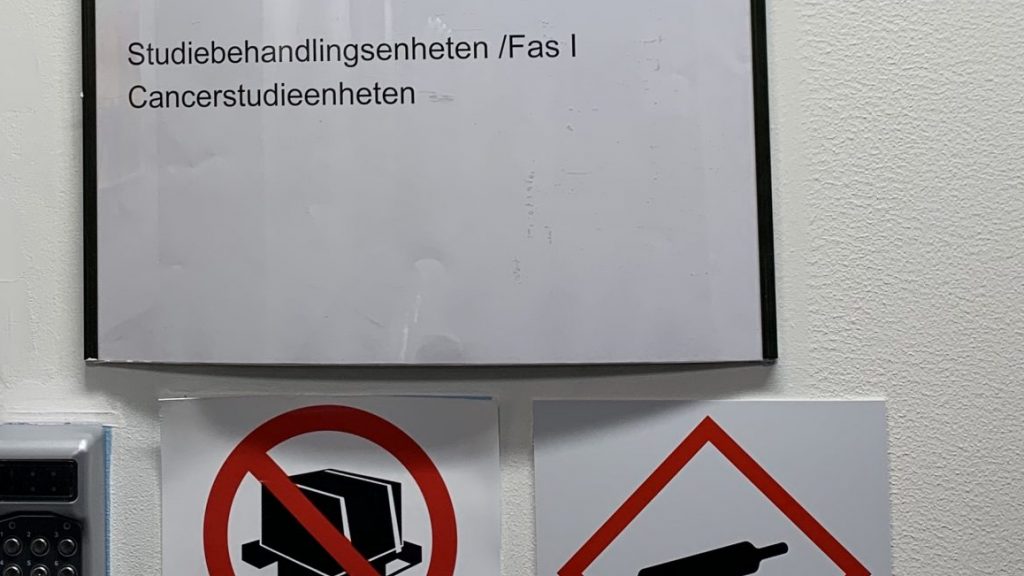 Studiebehandlingsenheten /Fas I
Cancerstudieenheten